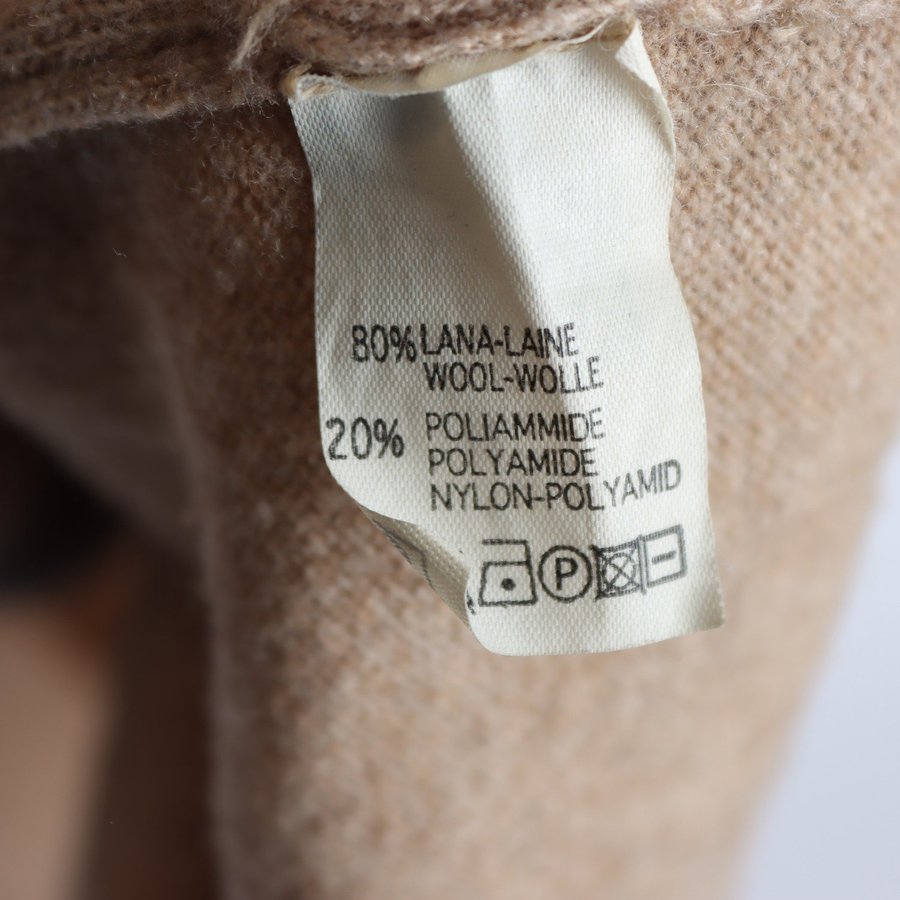 80% LANA-LAINE
WOOL-WOLLE
20% POLIAMMIDE
POLYAMIDE
NYLON-POLYAMID
P